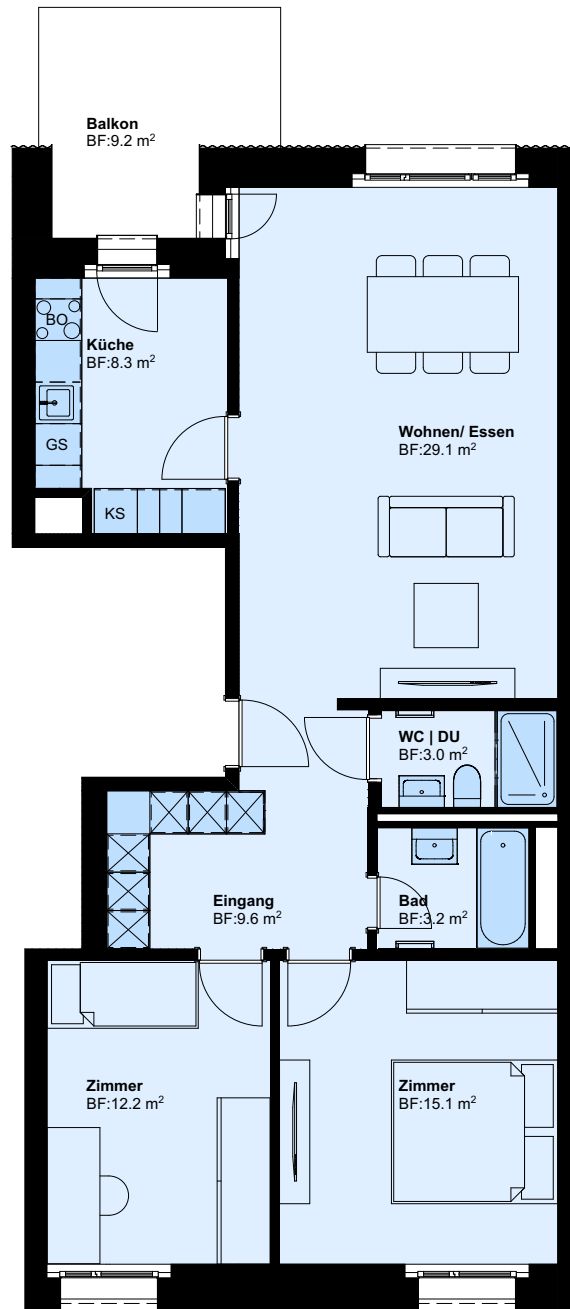 Balkon
BF:9.2 m²
BO
Küche
BF:8.3 m²
GS
KS
Wohnen/ Essen
BF:29.1 m²
WC | DU
BF:3.0 m²
Eingang
BF:9.6 m²
Bad
BF:3.2 m²
Zimmer
BF:12.2 m²
Zimmer
BF:15.1 m²